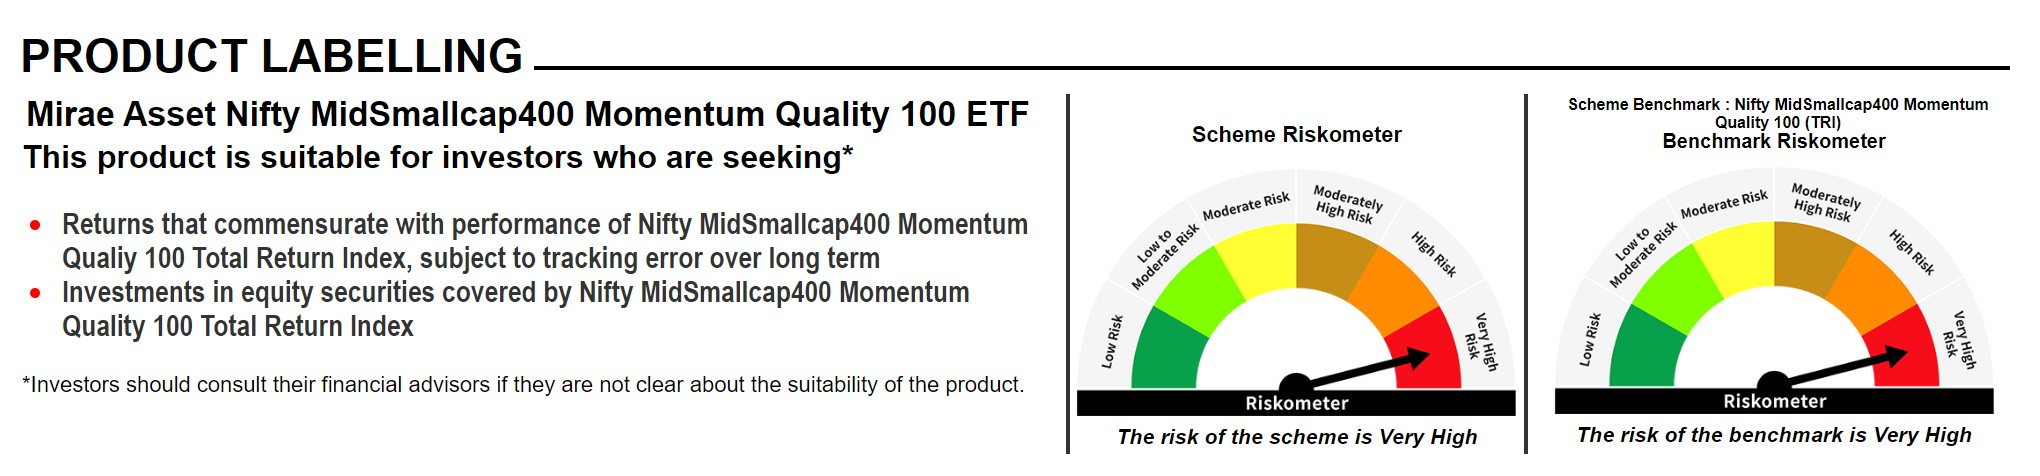 PRODUCT LABELLING
Mirae Asset Nifty MidSmallcap400 Momentum Quality 100 ETF
This product is suitable for investors who are seeking*
• Returns that commensurate with performance of Nifty MidSmallcap400 Momentum
Qualiy 100 Total Return Index, subject to tracking error over long term
• Investments in equity securities covered by Nifty MidSmallcap400 Momentum
Quality 100 Total Return Index
*Investors should consult their financial advisors if they are not clear about the suitability of the product.
Scheme Riskometer
Low Risk
Low to
Moderate Risk
Moderate Risk
Moderately
High Risk
High Risk
Very High
Risk
Riskometer
The risk of the scheme is Very High
Scheme Benchmark : Nifty MidSmallcap400 Momentum
Quality 100 (TRI)
Benchmark Riskometer
Low Risk
Low to
Moderate Risk
Moderate Risk
Moderately
High Risk
High Risk
Very High
Risk
Riskometer
The risk of the benchmark is Very High